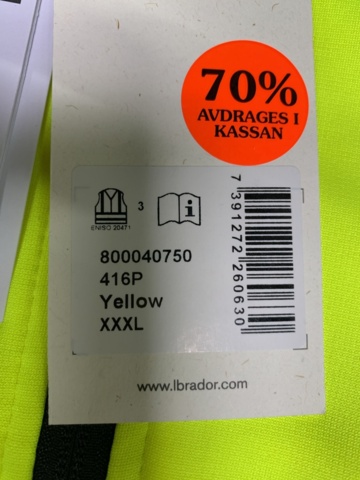 70%
AVDRAGES I
KASSAN
3
EN/ISO 20471
800040750
416P
Yellow
XXXL
7 391272 260630
www.lbrador.com